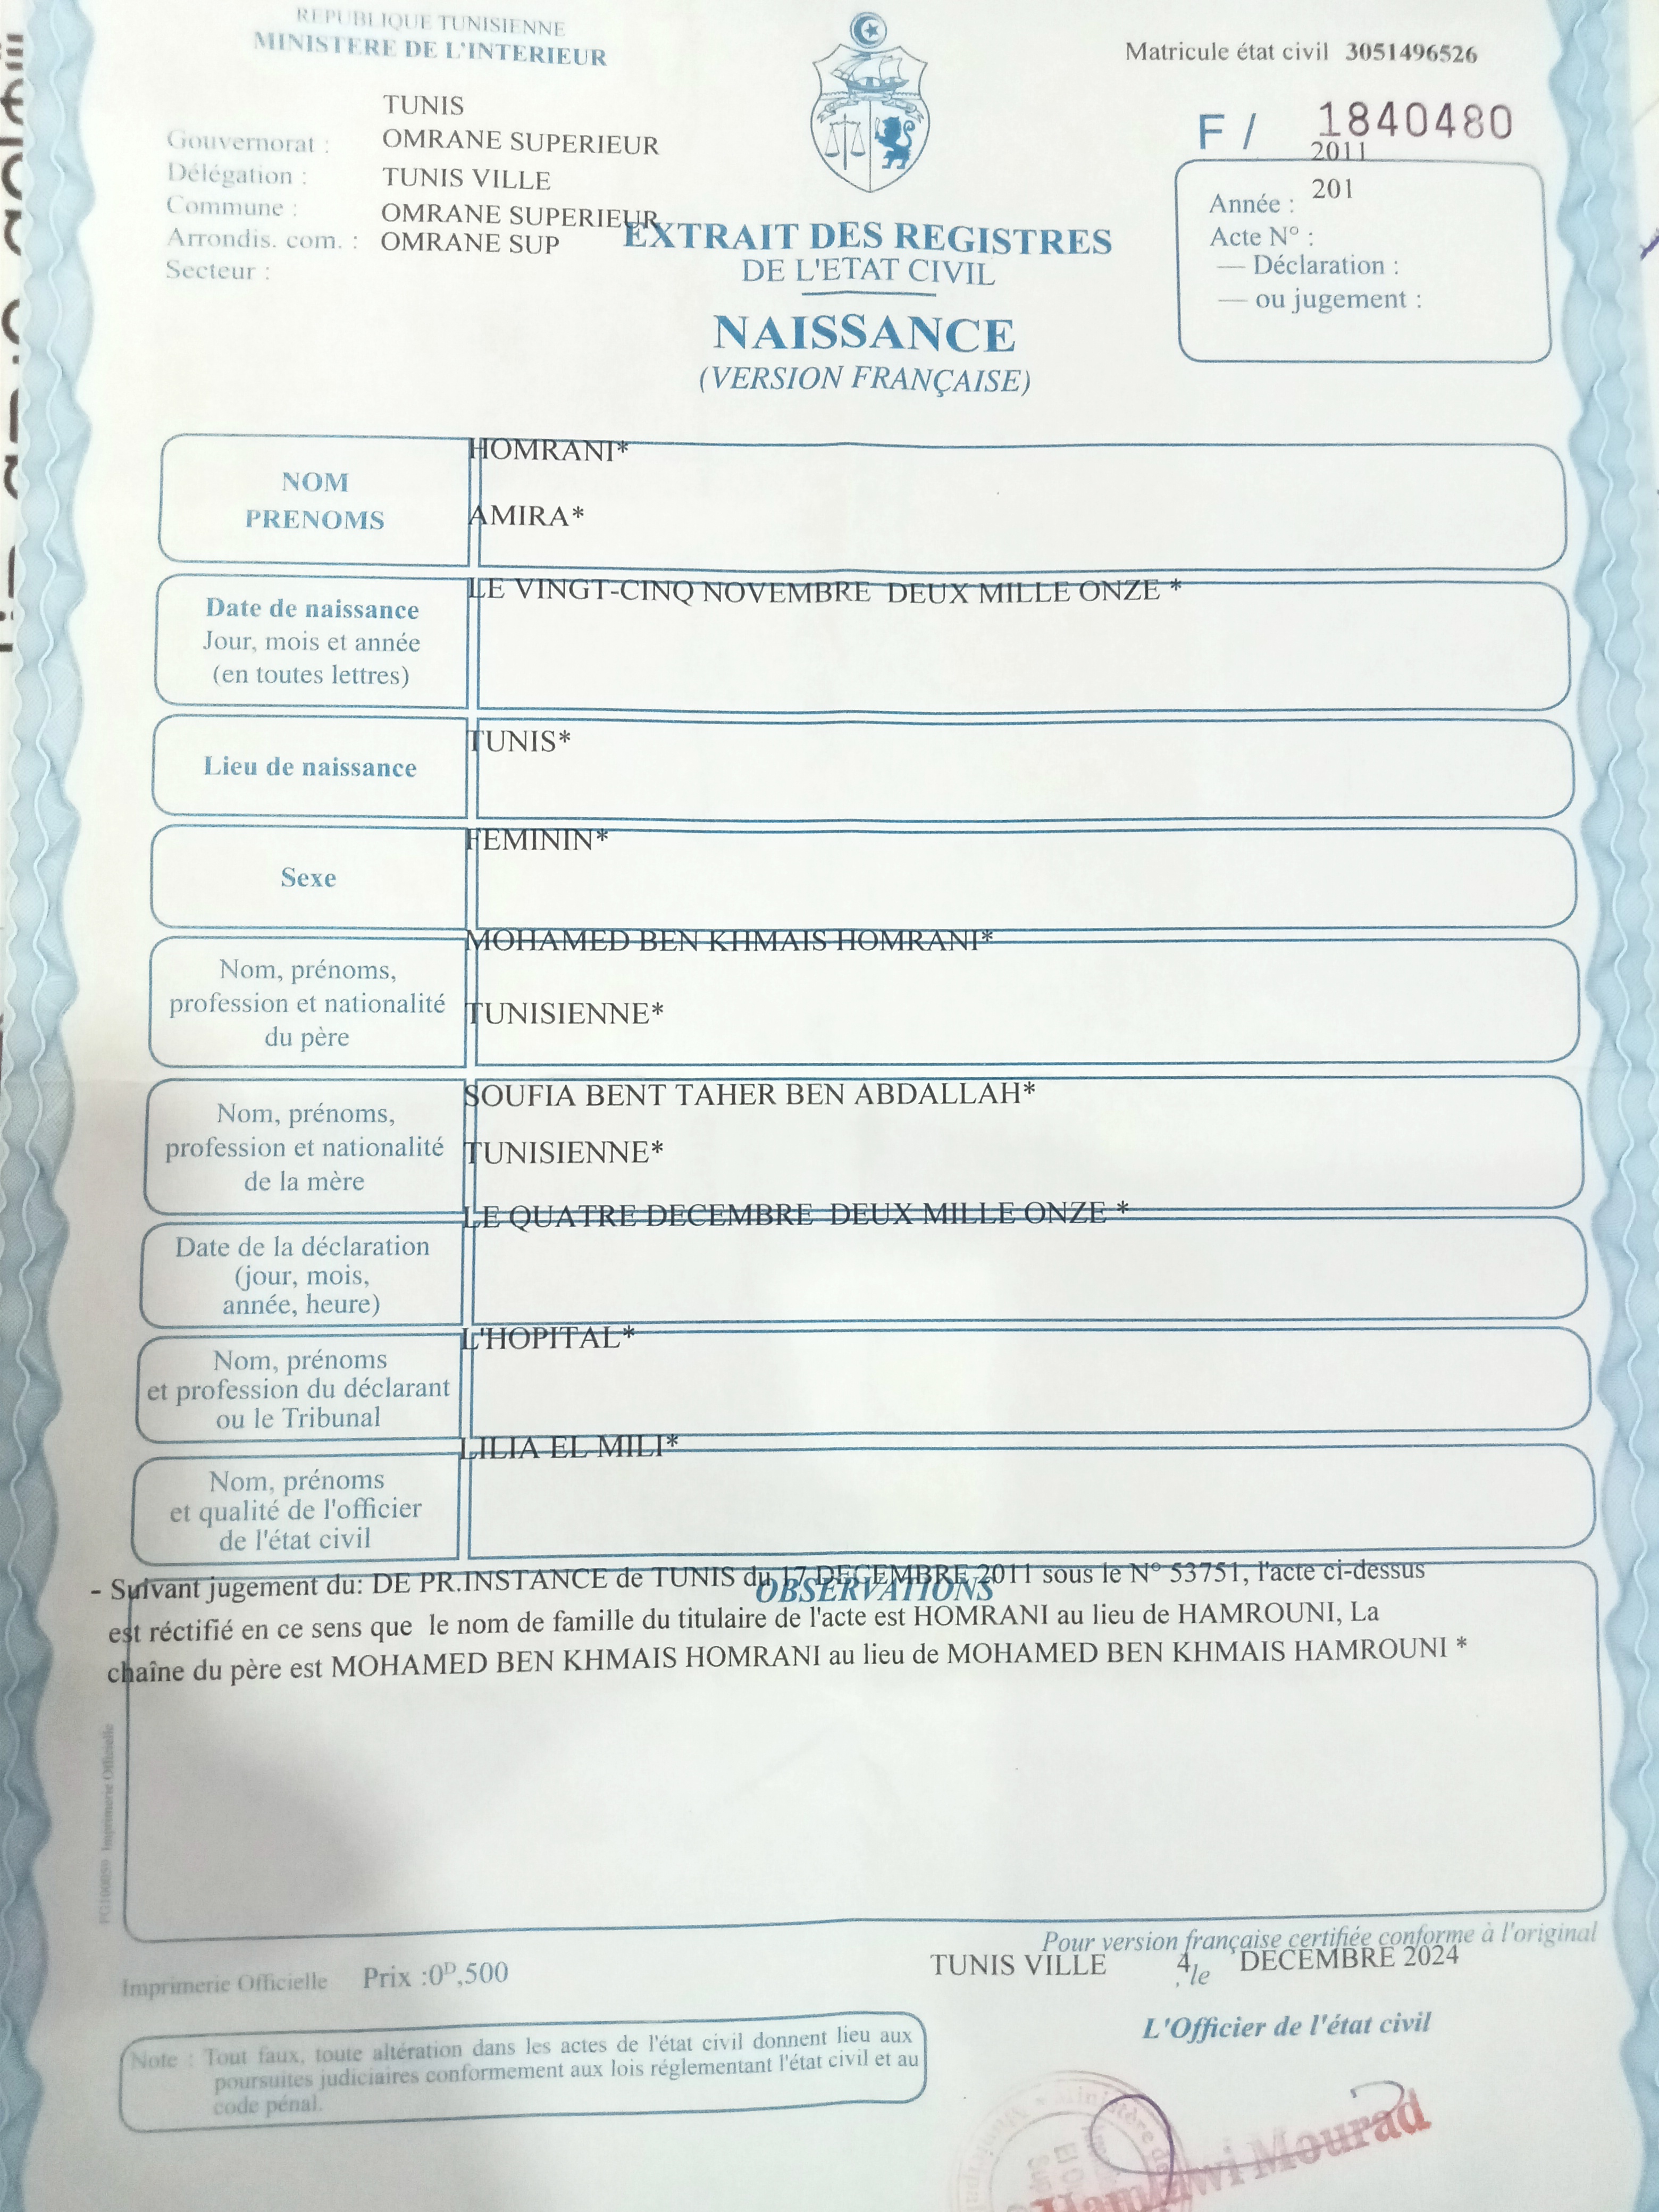 REPUBLIQUE TUNISIENNE
MINISTERE DE L'INTERIEUR
Matricule état civil 3051496526
F / 1840480
TUNIS
Gouvernorat : OMRANE SUPERIEUR
Délégation : TUNIS VILLE
Commune : OMRANE SUPERIEUR
Arrondis. com. : OMRANE SUP
Secteur :
2011
Année : 201
Acte N° :
— Déclaration :
— ou jugement :
EXTRAIT DES REGISTRES
DE L'ETAT CIVIL
NAISSANCE
(VERSION FRANÇAISE)
HOMRANI*
NOM
PRENOMS
AMIRA*
LE VINGT-CINQ NOVEMBRE DEUX MILLE ONZE *
Date de naissance
Jour, mois et année
(en toutes lettres)
TUNIS*
Lieu de naissance
FEMININ*
Sexe
MOHAMED BEN KHMAIS HOMRANI*
Nom, prénoms,
profession et nationalité
du père
TUNISIENNE*
SOUFIA BENT TAHER BEN ABDALLAH*
Nom, prénoms,
profession et nationalité
de la mère
TUNISIENNE*
LE QUATRE DECEMBRE DEUX MILLE ONZE *
Date de la déclaration
(jour, mois,
année, heure)
L'HOPITAL*
Nom, prénoms
et profession du déclarant
ou le Tribunal
LILIA EL MILI*
Nom, prénoms
et qualité de l'officier
de l'état civil
OBSERVATIONS
- Suivant jugement du: DE PR.INSTANCE de TUNIS du 17 DECEMBRE 2011 sous le N° 53751, l'acte ci-dessus
est réctifié en ce sens que le nom de famille du titulaire de l'acte est HOMRANI au lieu de HAMROUNI, La
chaîne du père est MOHAMED BEN KHMAIS HOMRANI au lieu de MOHAMED BEN KHMAIS HAMROUNI *
Imprimerie Officielle
Pour version française certifiée conforme à l'original
TUNIS VILLE 4, le DECEMBRE 2024
Imprimerie Officielle Prix :0ᴰ,500
L'Officier de l'état civil
Note : Tout faux, toute altération dans les actes de l'état civil donnent lieu aux
poursuites judiciaires conformement aux lois réglementant l'état civil et au
code pénal.
Mourad